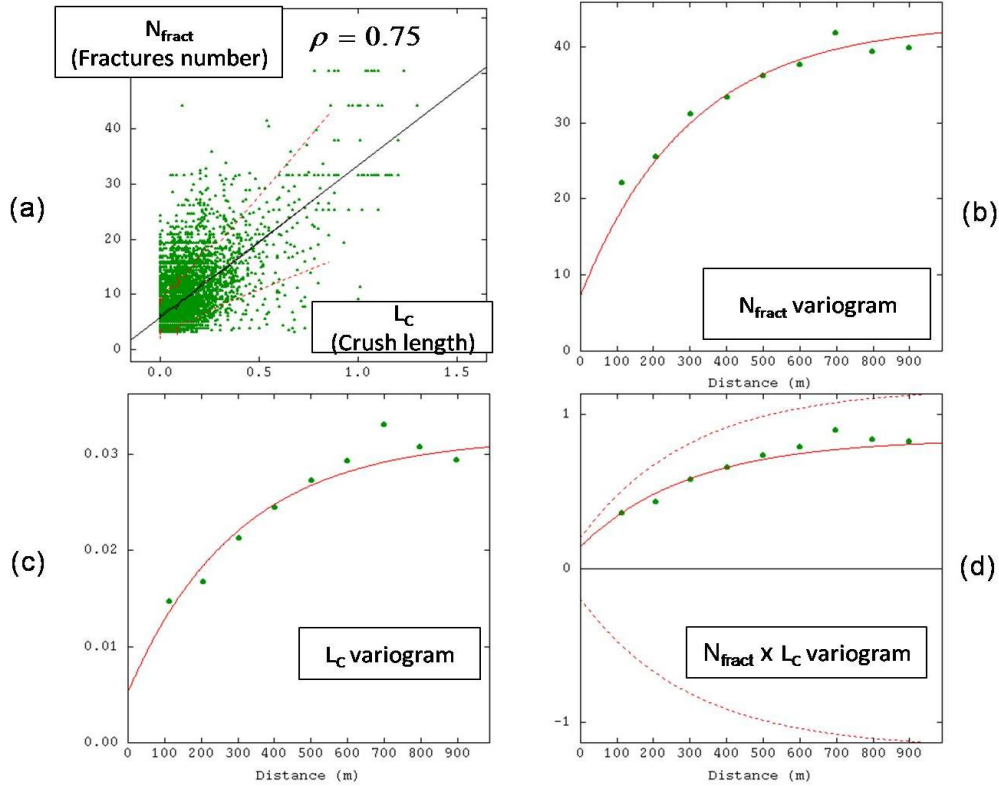 N_fract
(Fractures number)
ρ = 0.75
40
30
20
10
0
0.0 0.5 1.0 1.5
L_C
(Crush length)
(a)
40
30
20
10
0
0 100 200 300 400 500 600 700 800 900
Distance (m)
N_fract variogram
(b)
0.03
0.02
0.01
0.00
0 100 200 300 400 500 600 700 800 900
Distance (m)
L_C variogram
(c)
1
0
-1
0 100 200 300 400 500 600 700 800 900
Distance (m)
N_fract x L_C variogram
(d)